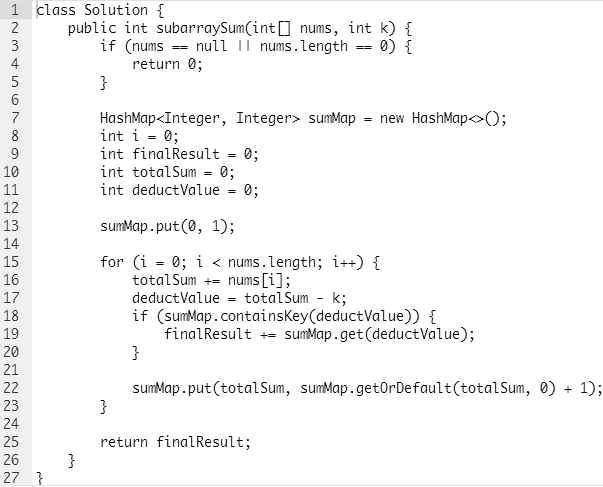 1 class Solution {
2     public int subarraySum(int[] nums, int k) {
3         if (nums == null || nums.length == 0) {
4             return 0;
5         }
6
7         HashMap<Integer, Integer> sumMap = new HashMap<>();
8         int i = 0;
9         int finalResult = 0;
10         int totalSum = 0;
11         int deductValue = 0;
12
13         sumMap.put(0, 1);
14
15         for (i = 0; i < nums.length; i++) {
16             totalSum += nums[i];
17             deductValue = totalSum - k;
18             if (sumMap.containsKey(deductValue)) {
19                 finalResult += sumMap.get(deductValue);
20             }
21
22             sumMap.put(totalSum, sumMap.getOrDefault(totalSum, 0) + 1);
23         }
24
25         return finalResult;
26     }
27 }